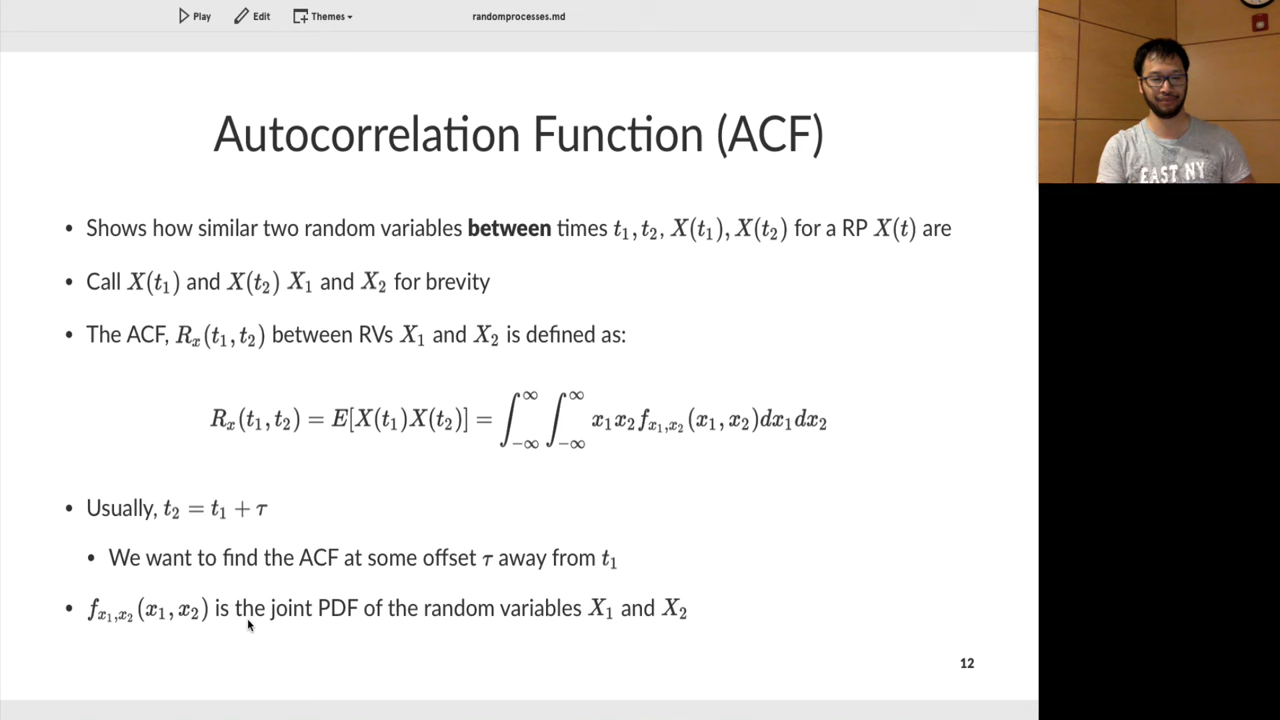 Play Edit Themes randomprocesses.md
Autocorrelation Function (ACF)
• Shows how similar two random variables between times t₁, t₂, X(t₁), X(t₂) for a RP X(t) are
• Call X(t₁) and X(t₂) X₁ and X₂ for brevity
• The ACF, Rₓ(t₁, t₂) between RVs X₁ and X₂ is defined as:
Rₓ(t₁, t₂) = E[X(t₁)X(t₂)] = ∫_{−∞}^{∞} ∫_{−∞}^{∞} x₁x₂f_{x₁,x₂}(x₁, x₂)dx₁dx₂
• Usually, t₂ = t₁ + τ
• We want to find the ACF at some offset τ away from t₁
• f_{x₁,x₂}(x₁, x₂) is the joint PDF of the random variables X₁ and X₂
12
EAST NY